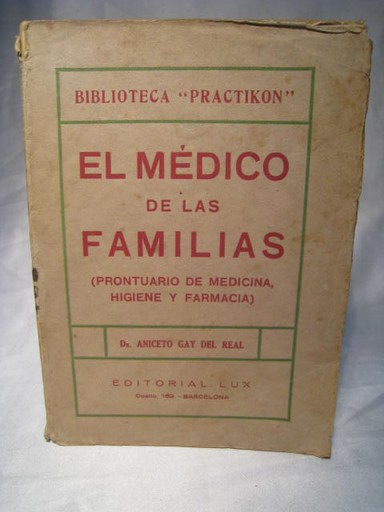 BIBLIOTECA "PRACTIKON"
EL MÉDICO
DE LAS
FAMILIAS
(PRONTUARIO DE MEDICINA,
HIGIENE Y FARMACIA)
DR. ANICETO GAY DEL REAL
EDITORIAL LUX
BARCELONA